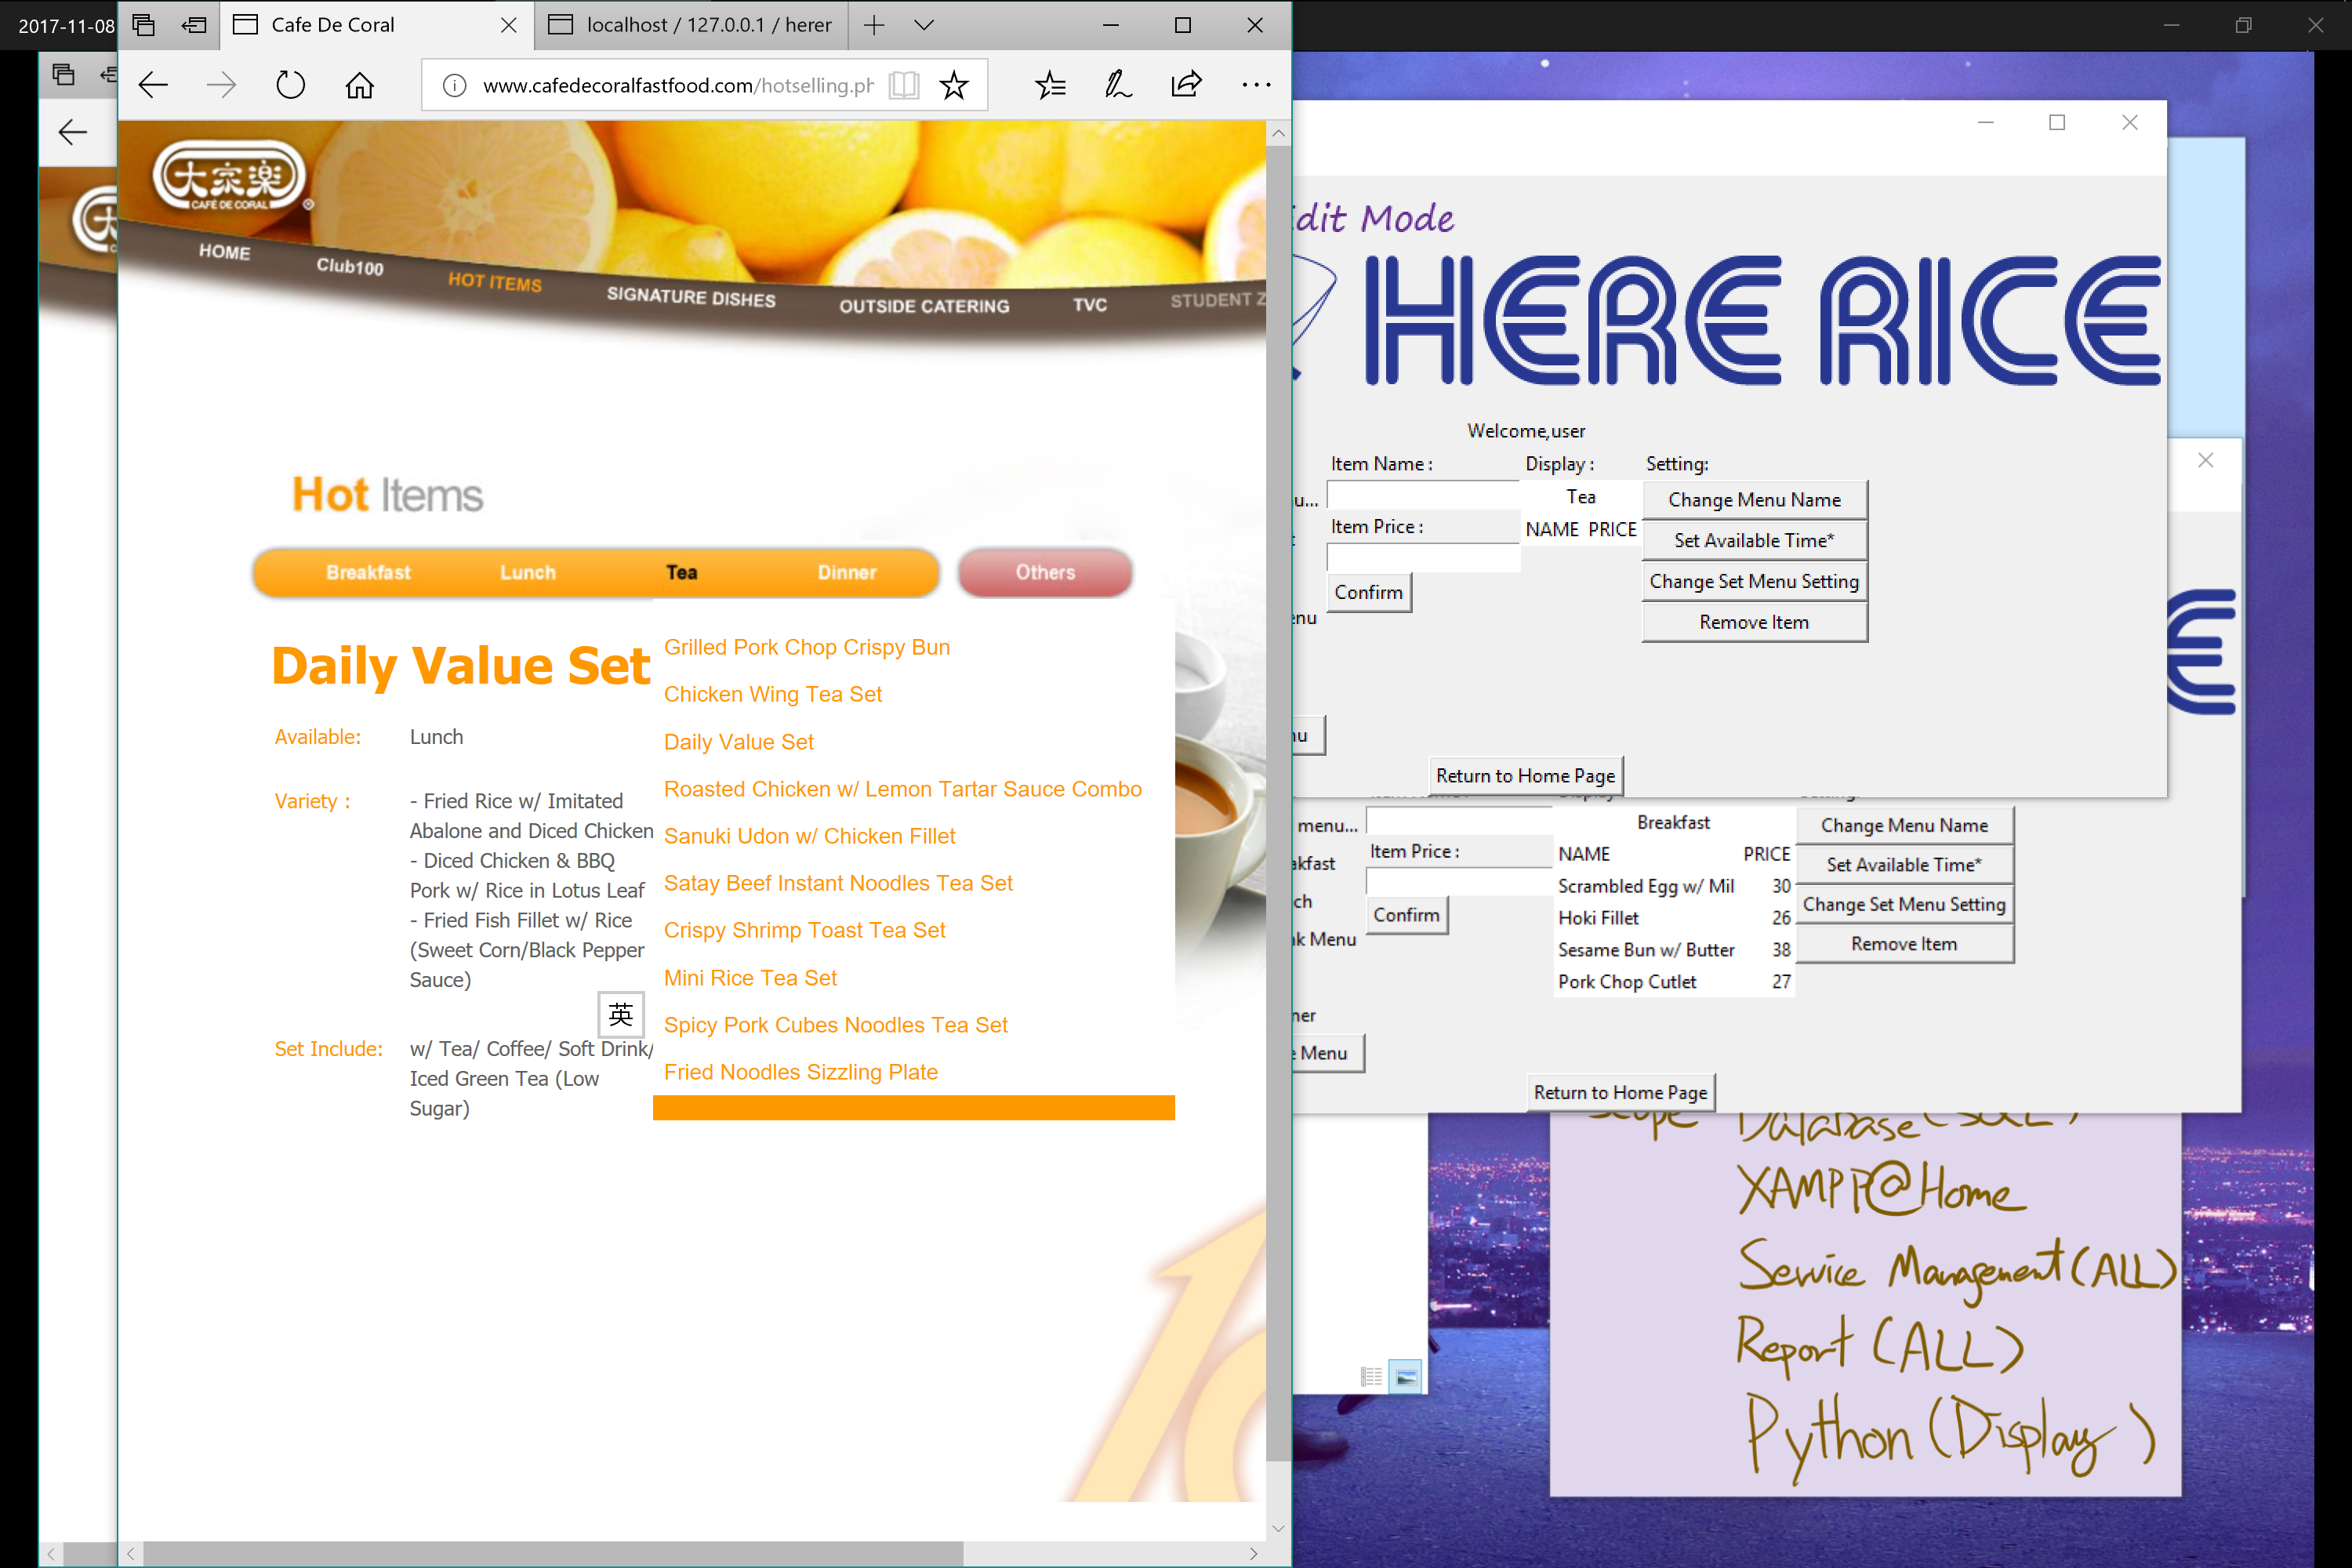 2017-11-08
Cafe De Coral
localhost / 127.0.0.1 / herer
www.cafedecoralfastfood.com/hotselling.ph
大家樂
CAFÉ DE CORAL
®
HOME
Club100
HOT ITEMS
SIGNATURE DISHES
OUTSIDE CATERING
TVC
STUDENT Z
Hot Items
Breakfast
Lunch
Tea
Dinner
Others
Daily Value Set
Available:
Lunch
Variety :
- Fried Rice w/ Imitated
Abalone and Diced Chicken
- Diced Chicken & BBQ
Pork w/ Rice in Lotus Leaf
- Fried Fish Fillet w/ Rice
(Sweet Corn/Black Pepper
Sauce)
英
Set Include:
w/ Tea/ Coffee/ Soft Drink/
Iced Green Tea (Low
Sugar)
Grilled Pork Chop Crispy Bun
Chicken Wing Tea Set
Daily Value Set
Roasted Chicken w/ Lemon Tartar Sauce Combo
Sanuki Udon w/ Chicken Fillet
Satay Beef Instant Noodles Tea Set
Crispy Shrimp Toast Tea Set
Mini Rice Tea Set
Spicy Pork Cubes Noodles Tea Set
Fried Noodles Sizzling Plate
dit Mode
HERE RICE
Welcome,user
Item Name :
Display :
Setting:
u...
Tea
Change Menu Name
Item Price :
NAME PRICE
Set Available Time*
Change Set Menu Setting
Confirm
enu
Remove Item
nu
Return to Home Page
E
menu...
Breakfast
Change Menu Name
Item Price :
NAME PRICE
akfast
Set Available Time*
Scrambled Egg w/ Mil 30
ch
Change Set Menu Setting
Confirm
Hoki Fillet 26
nk Menu
Remove Item
Sesame Bun w/ Butter 38
Pork Chop Cutlet 27
ner
e Menu
Return to Home Page
Scope Database (SQL)
XAMPP@Home
Service Management (ALL)
Report (ALL)
Python (Display)